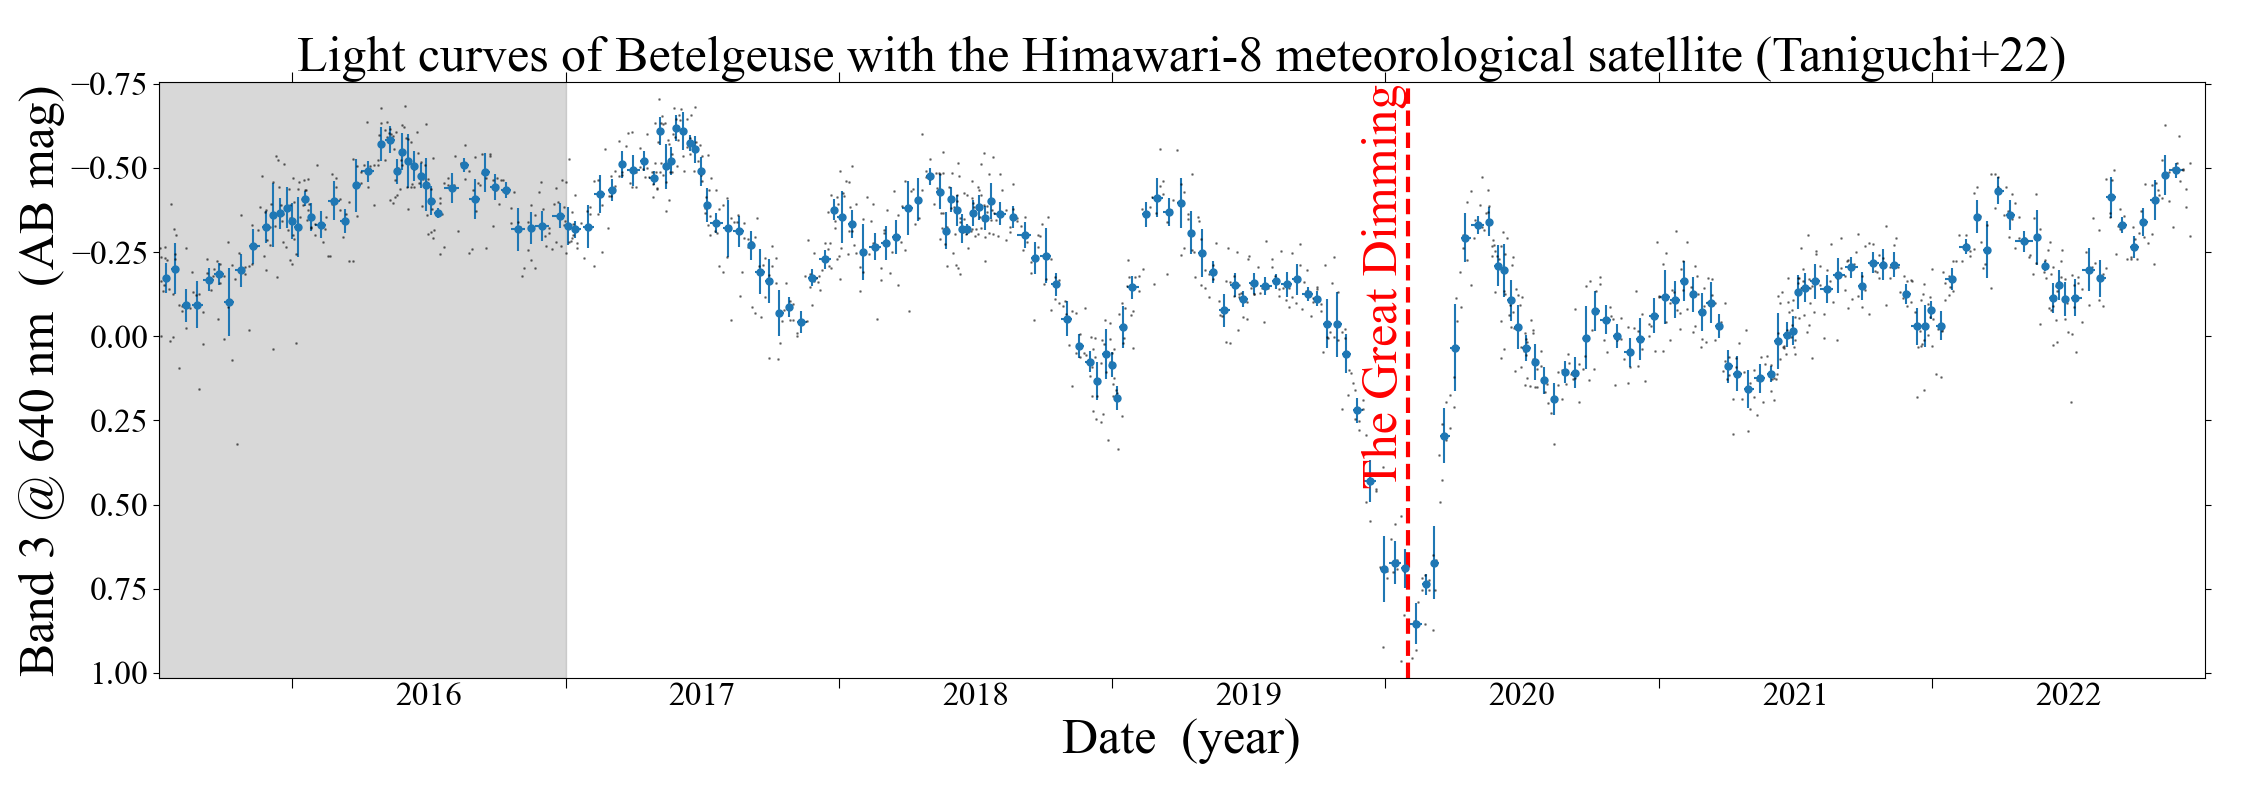 Light curves of Betelgeuse with the Himawari-8 meteorological satellite (Taniguchi+22)
Band 3 @ 640 nm (AB mag)
−0.75
−0.50
−0.25
0.00
0.25
0.50
0.75
1.00
The Great Dimming
2016 2017 2018 2019 2020 2021 2022
Date (year)